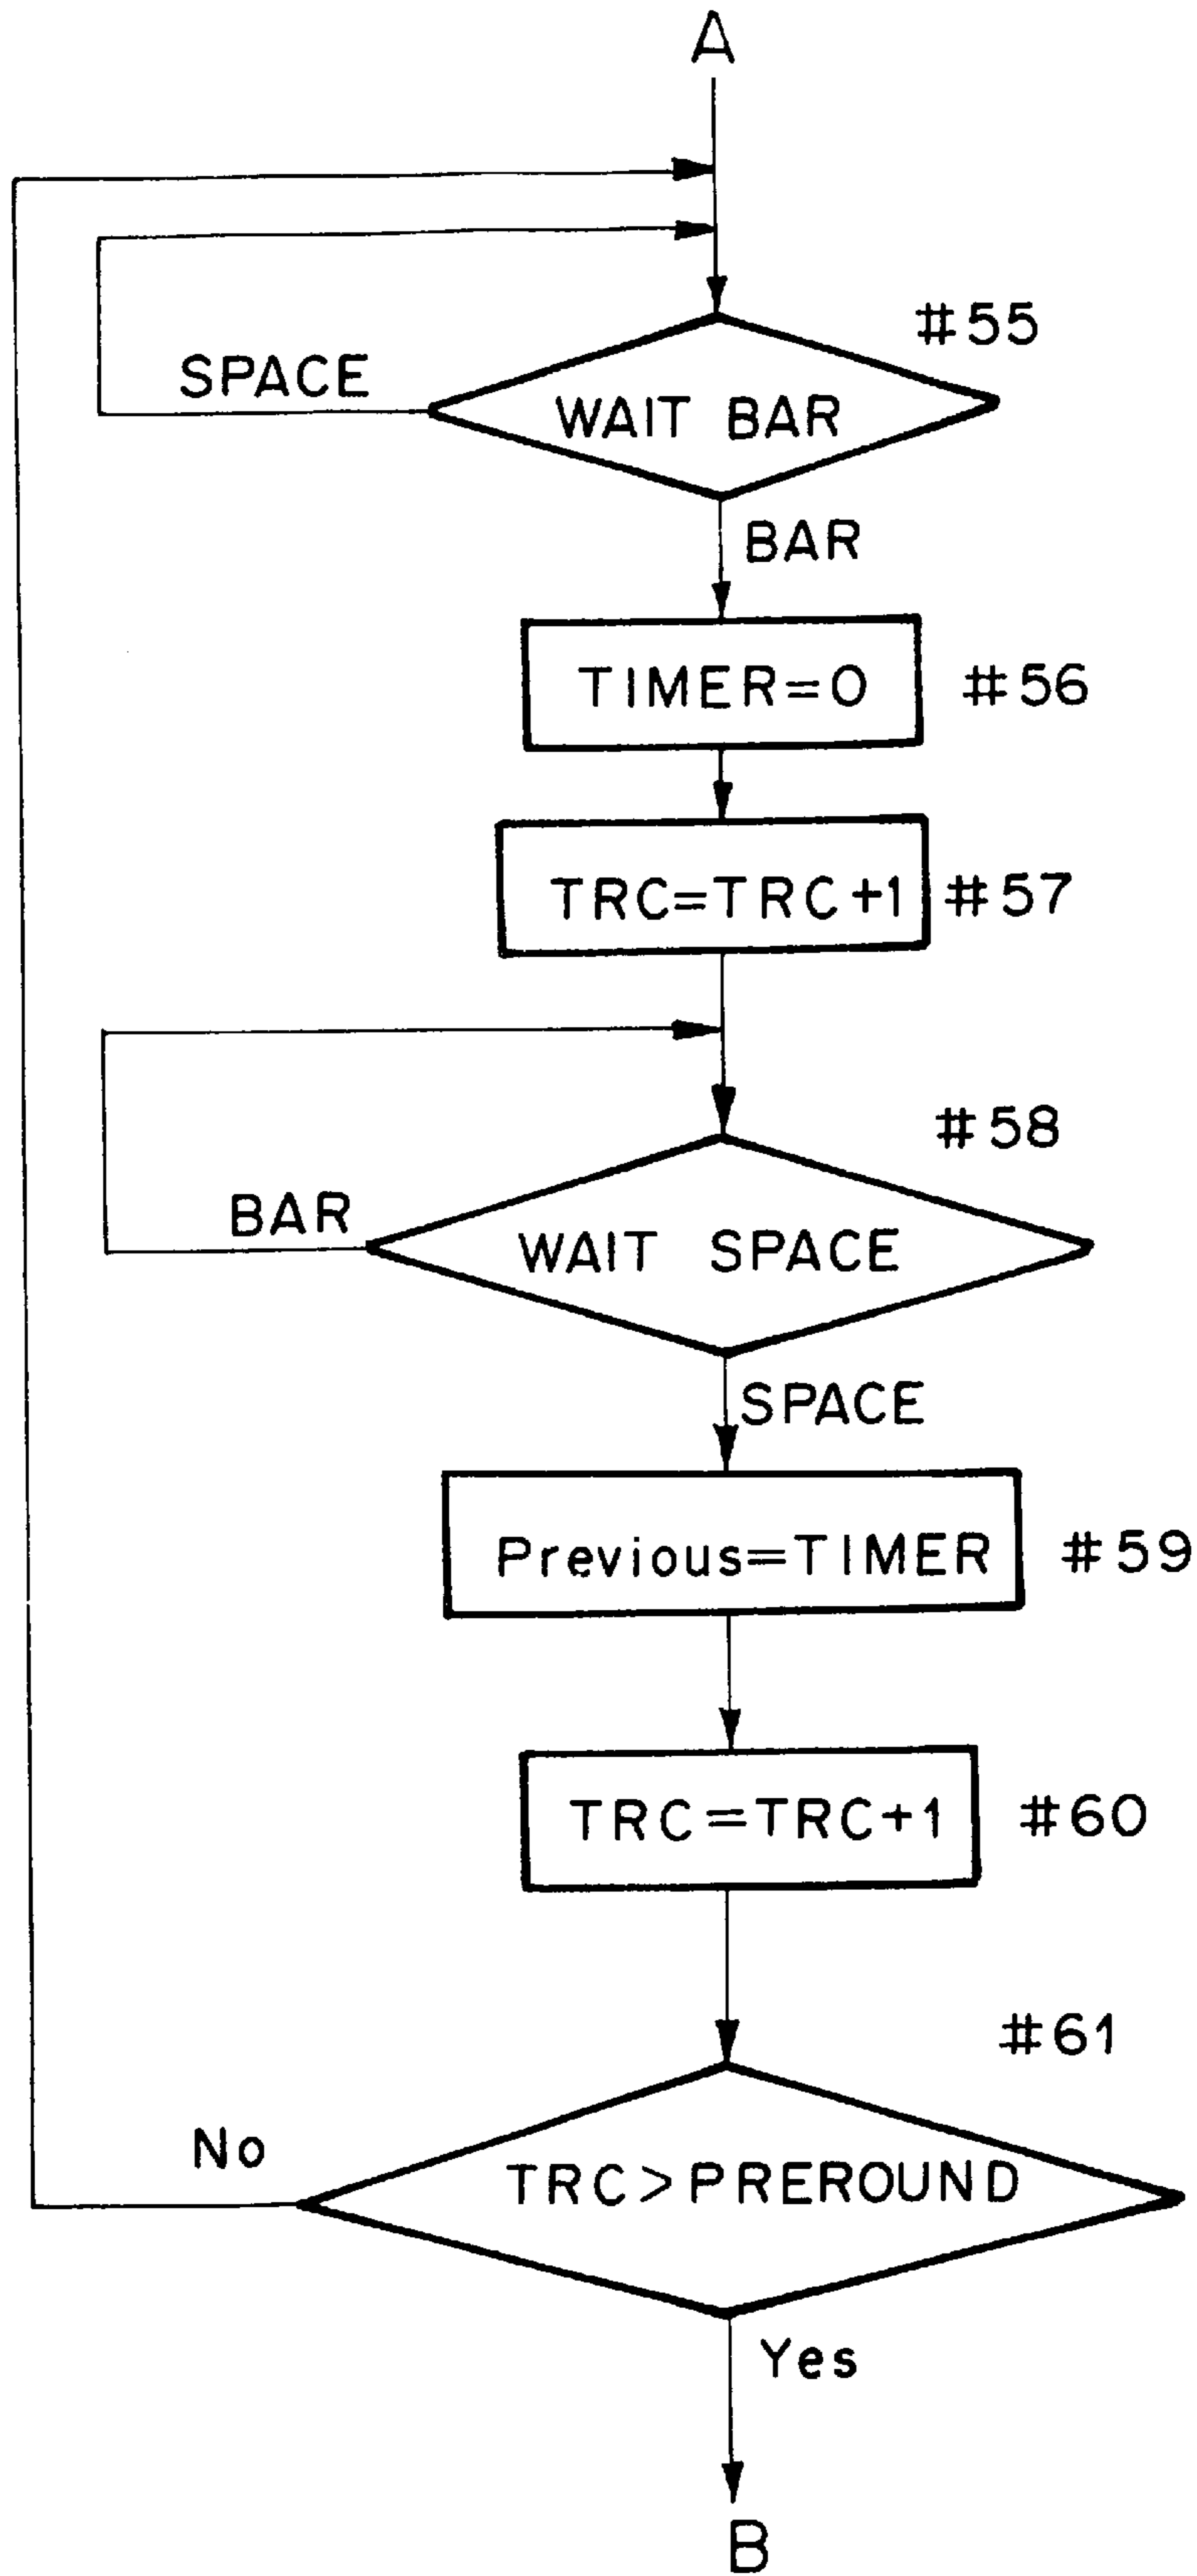 A
#55
SPACE
WAIT BAR
BAR
TIMER=0 #56
TRC=TRC+1 #57
#58
BAR
WAIT SPACE
SPACE
Previous=TIMER #59
TRC=TRC+1 #60
#61
No
TRC>PREROUND
Yes
B